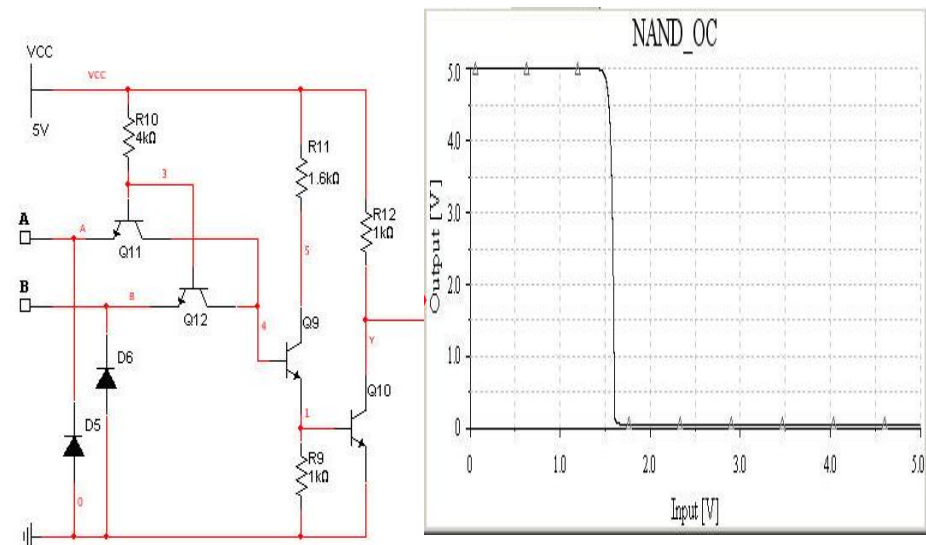 VCC
VCC
5V
R10
4kΩ
3
R11
1.6kΩ
R12
1kΩ
A
A
Q11
5
B
B
Q12
4
Q9
Y
D6
Q10
D5
1
R9
1kΩ
0
NAND_OC
Output [V]
5.0
4.0
3.0
2.0
1.0
0
0
1.0
2.0
3.0
4.0
5.0
Input [V]